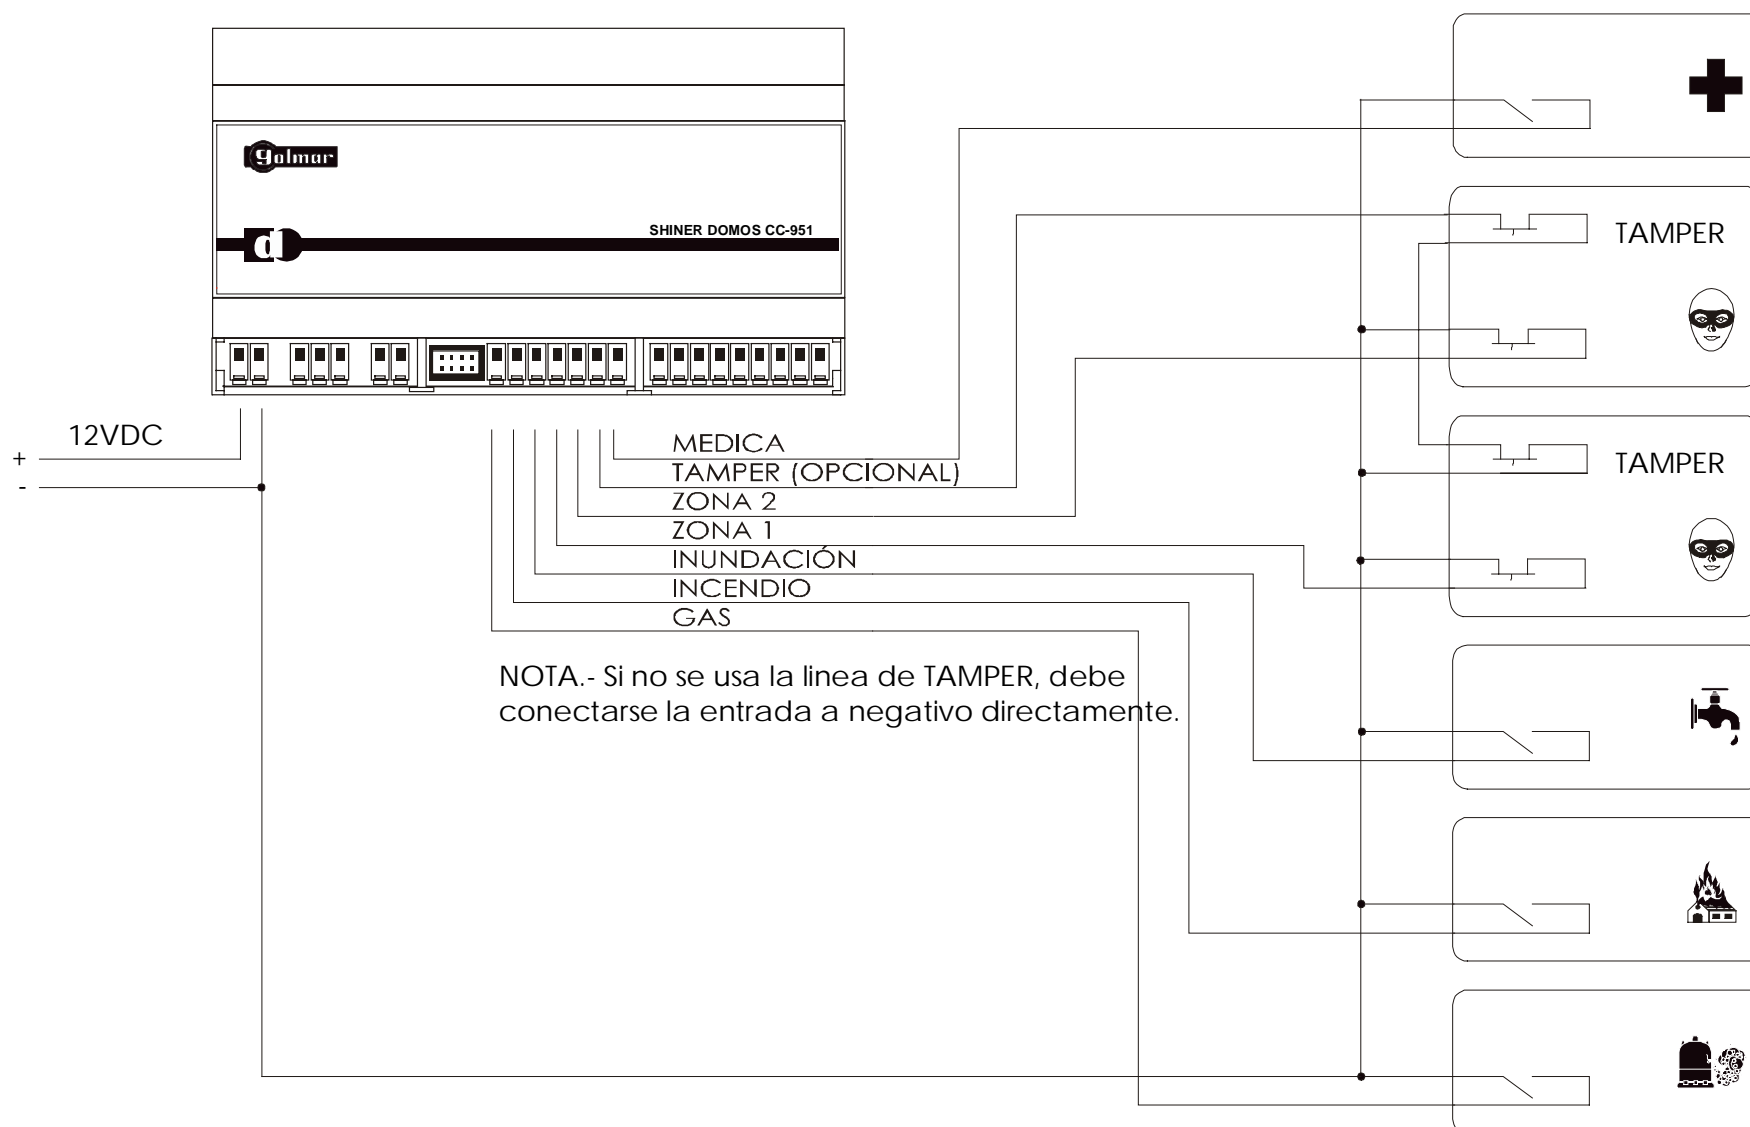 golmar
d
SHINER DOMOS CC-951
12VDC
+
-
MEDICA
TAMPER (OPCIONAL)
ZONA 2
ZONA 1
INUNDACIÓN
INCENDIO
GAS
NOTA.- Si no se usa la linea de TAMPER, debe
conectarse la entrada a negativo directamente.
TAMPER
TAMPER